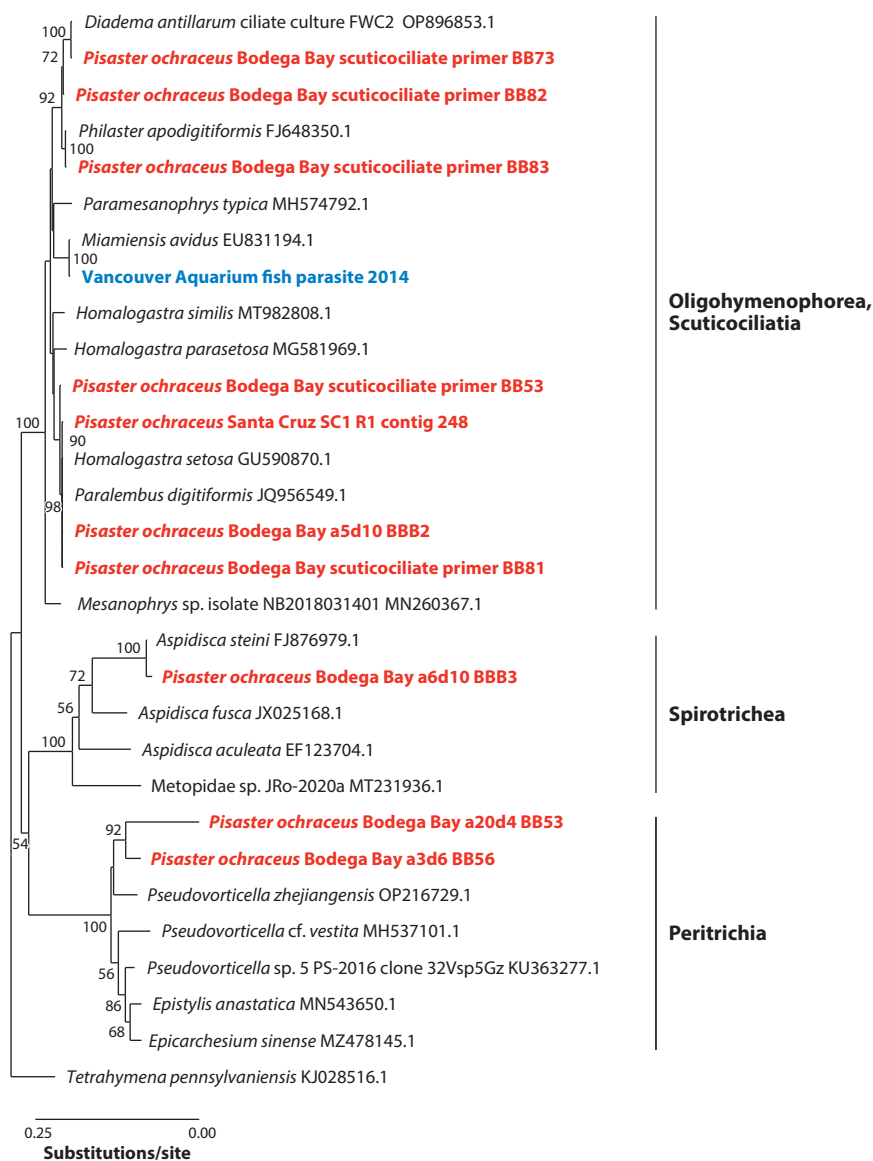 Diadema antillarum ciliate culture FWC2 OP896853.1
100
72
Pisaster ochraceus Bodega Bay scuticociliate primer BB73
92
Pisaster ochraceus Bodega Bay scuticociliate primer BB82
Philaster apodigitiformis FJ648350.1
100
Pisaster ochraceus Bodega Bay scuticociliate primer BB83
Paramesanophrys typica MH574792.1
Miamiensis avidus EU831194.1
100
Vancouver Aquarium fish parasite 2014
Oligohymenophorea,
Scuticociliatia
Homalogastra similis MT982808.1
Homalogastra parasetosa MG581969.1
Pisaster ochraceus Bodega Bay scuticociliate primer BB53
100
Pisaster ochraceus Santa Cruz SC1 R1 contig 248
90
Homalogastra setosa GU590870.1
Paralembus digitiformis JQ956549.1
98
Pisaster ochraceus Bodega Bay a5d10 BBB2
Pisaster ochraceus Bodega Bay scuticociliate primer BB81
Mesanophrys sp. isolate NB2018031401 MN260367.1
Aspidisca steini FJ876979.1
100
72
Pisaster ochraceus Bodega Bay a6d10 BBB3
56
Aspidisca fusca JX025168.1
Spirotrichea
100
Aspidisca aculeata EF123704.1
Metopidae sp. JRo-2020a MT231936.1
Pisaster ochraceus Bodega Bay a20d4 BB53
92
54
Pisaster ochraceus Bodega Bay a3d6 BB56
Pseudovorticella zhejiangensis OP216729.1
100
Pseudovorticella cf. vestita MH537101.1
Peritrichia
56
Pseudovorticella sp. 5 PS-2016 clone 32Vsp5Gz KU363277.1
86
Epistylis anastatica MN543650.1
68
Epicarchesium sinense MZ478145.1
Tetrahymena pennsylvaniensis KJ028516.1
0.25 0.00
Substitutions/site